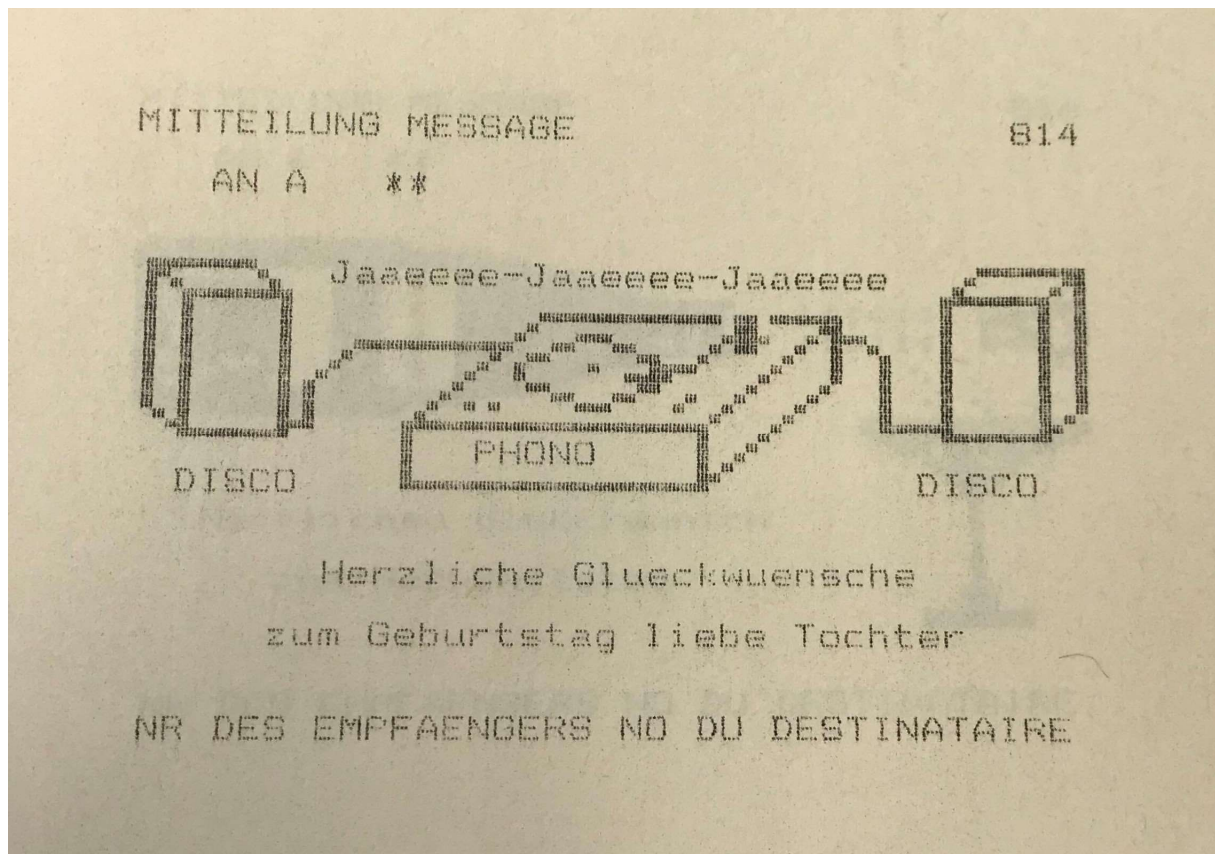 MITTEILUNG MESSAGE 814
AN A **
Jaaeeee-Jaaeeee-Jaaeeee
PHONO
DISCO DISCO
Herzliche Glueckwuensche
zum Geburtstag liebe Tochter
NR DES EMPFAENGERS NO DU DESTINATAIRE